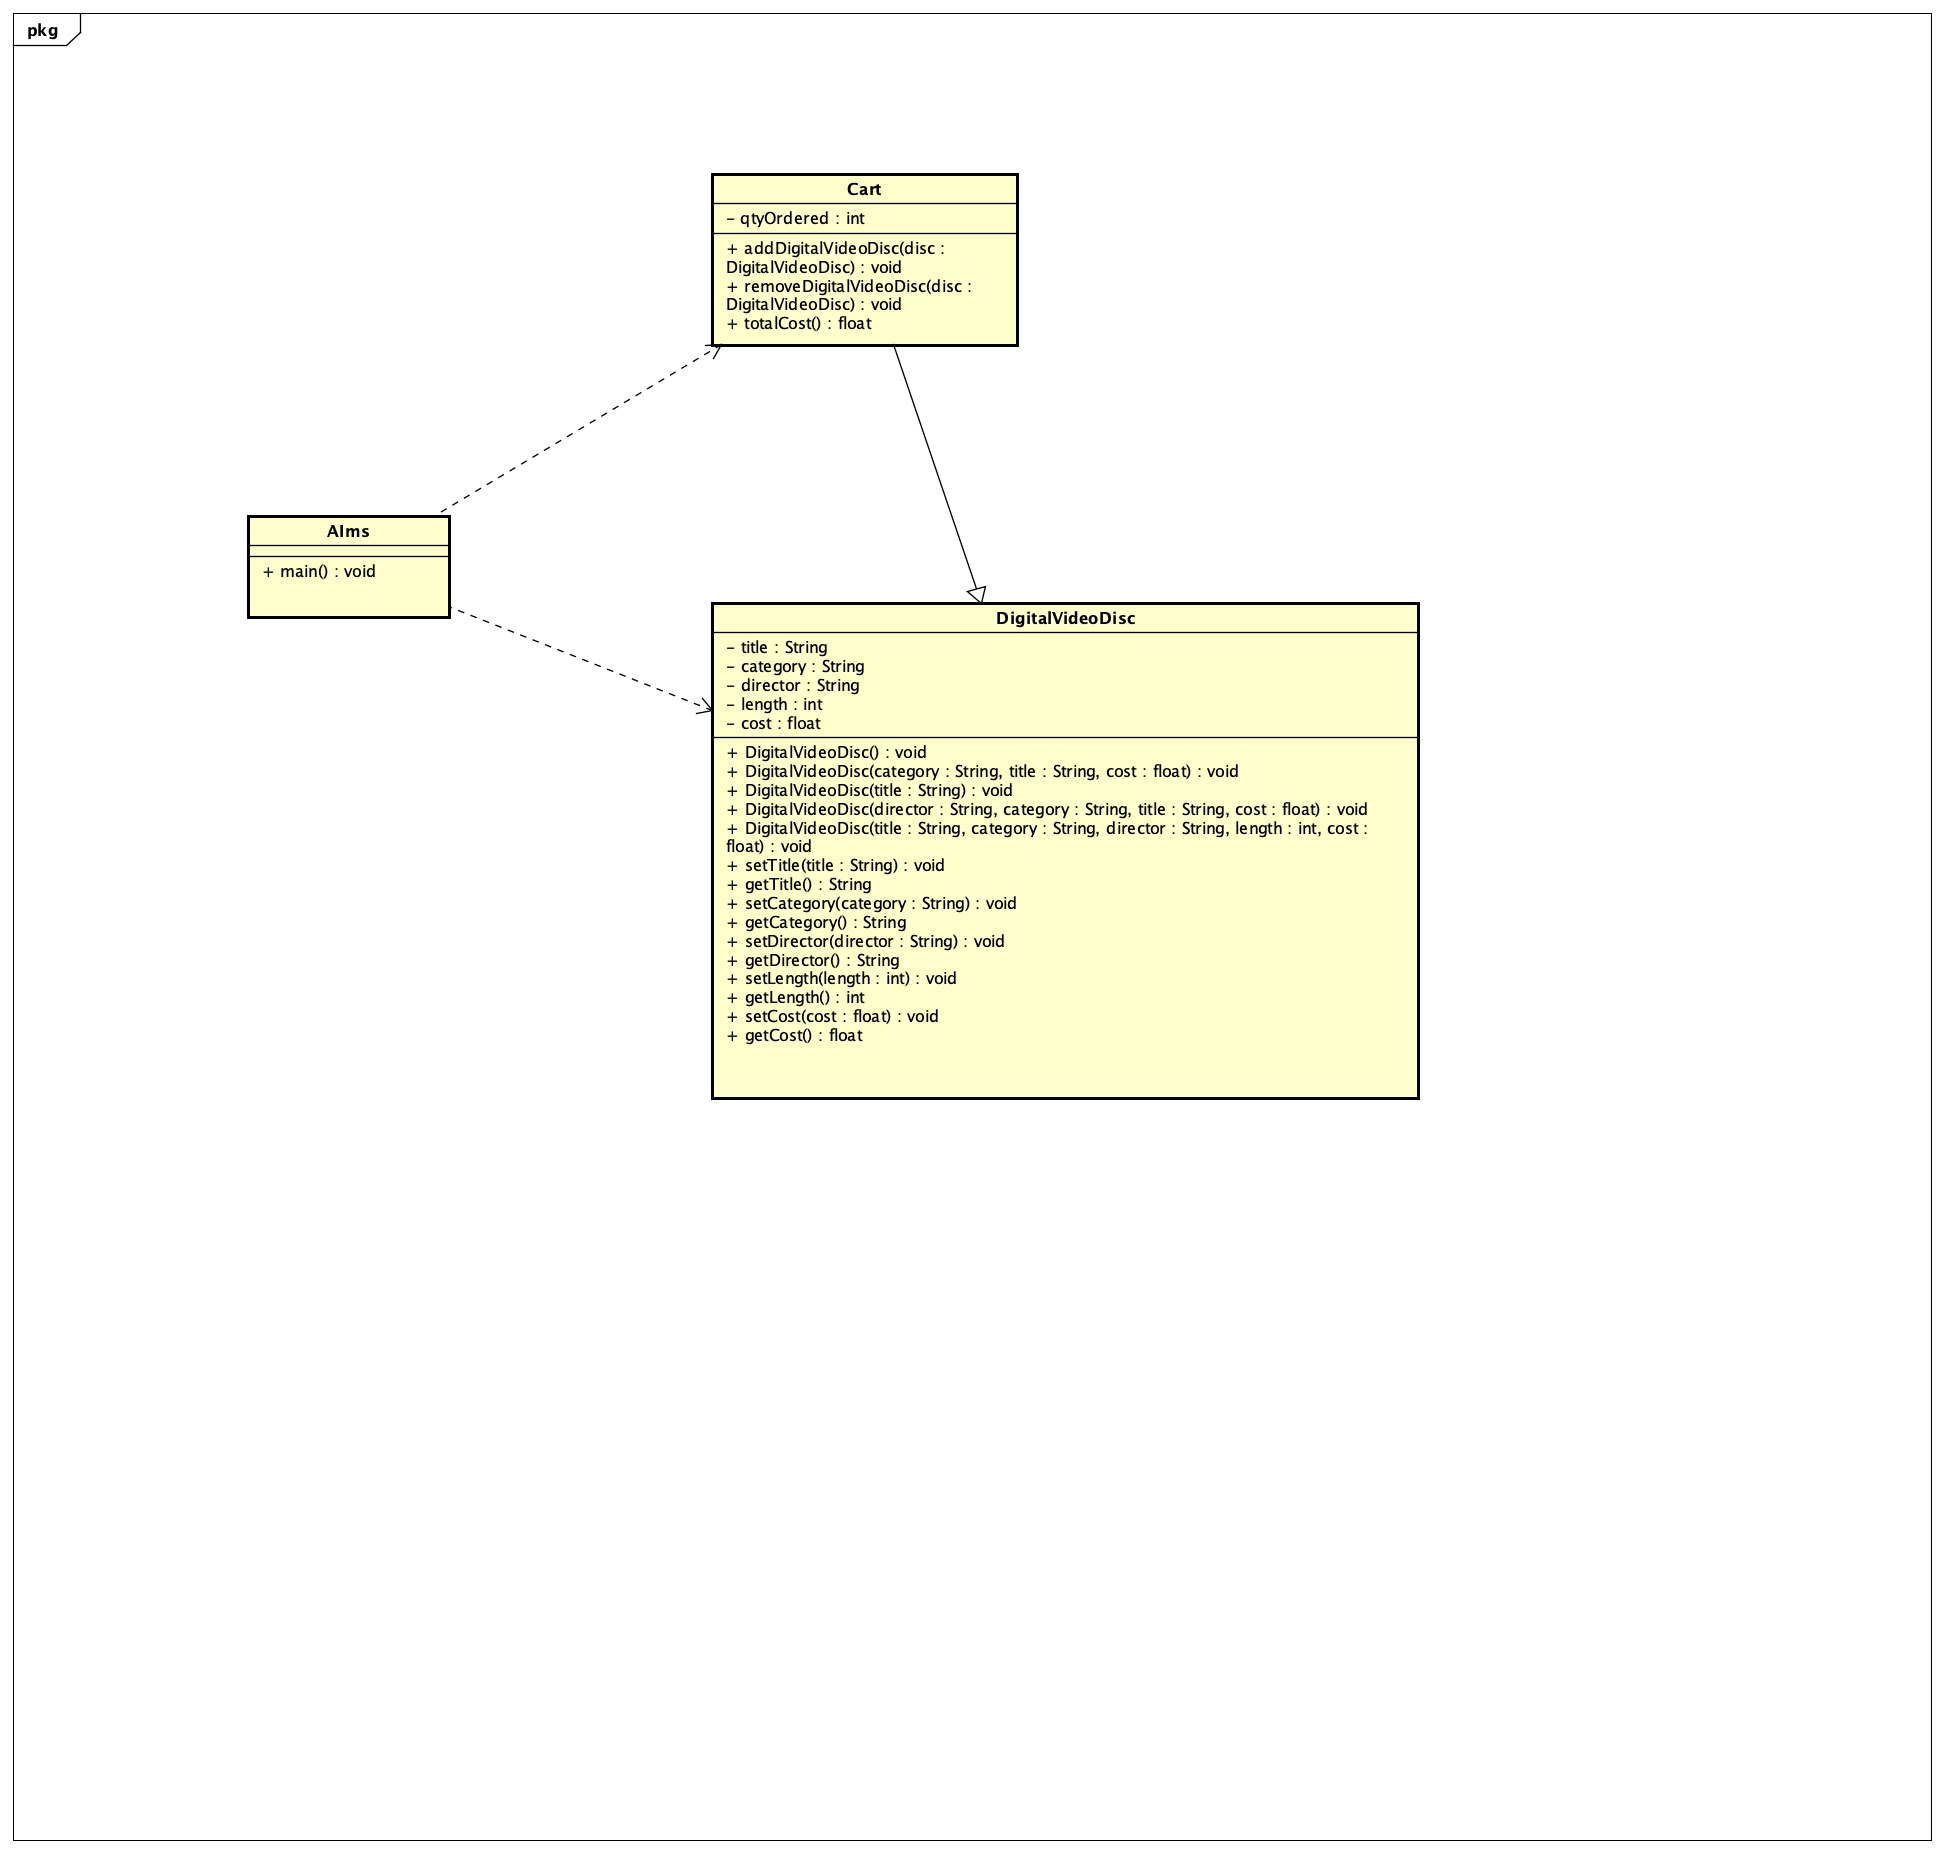 pkg
Cart
– qtyOrdered : int
+ addDigitalVideoDisc(disc :
DigitalVideoDisc) : void
+ removeDigitalVideoDisc(disc :
DigitalVideoDisc) : void
+ totalCost() : float
AIms
+ main() : void
DigitalVideoDisc
– title : String
– category : String
– director : String
– length : int
– cost : float
+ DigitalVideoDisc() : void
+ DigitalVideoDisc(category : String, title : String, cost : float) : void
+ DigitalVideoDisc(title : String) : void
+ DigitalVideoDisc(director : String, category : String, title : String, cost : float) : void
+ DigitalVideoDisc(title : String, category : String, director : String, length : int, cost :
float) : void
+ setTitle(title : String) : void
+ getTitle() : String
+ setCategory(category : String) : void
+ getCategory() : String
+ setDirector(director : String) : void
+ getDirector() : String
+ setLength(length : int) : void
+ getLength() : int
+ setCost(cost : float) : void
+ getCost() : float